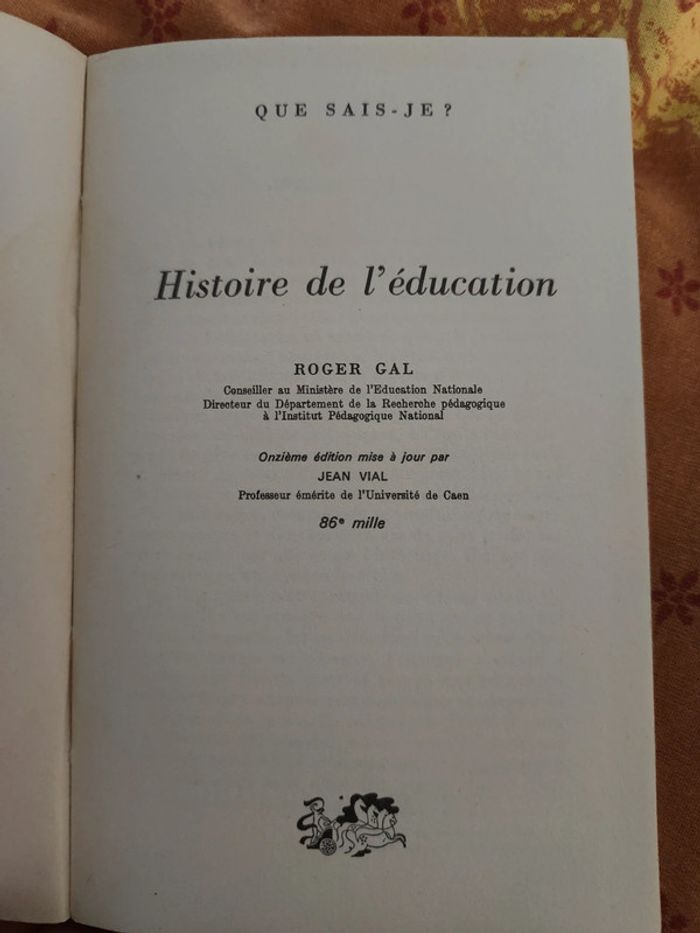 QUE SAIS-JE ?
Histoire de l'éducation
ROGER GAL
Conseiller au Ministère de l'Education Nationale
Directeur du Département de la Recherche pédagogique
à l'Institut Pédagogique National
Onzième édition mise à jour par
JEAN VIAL
Professeur émérite de l'Université de Caen
86e mille